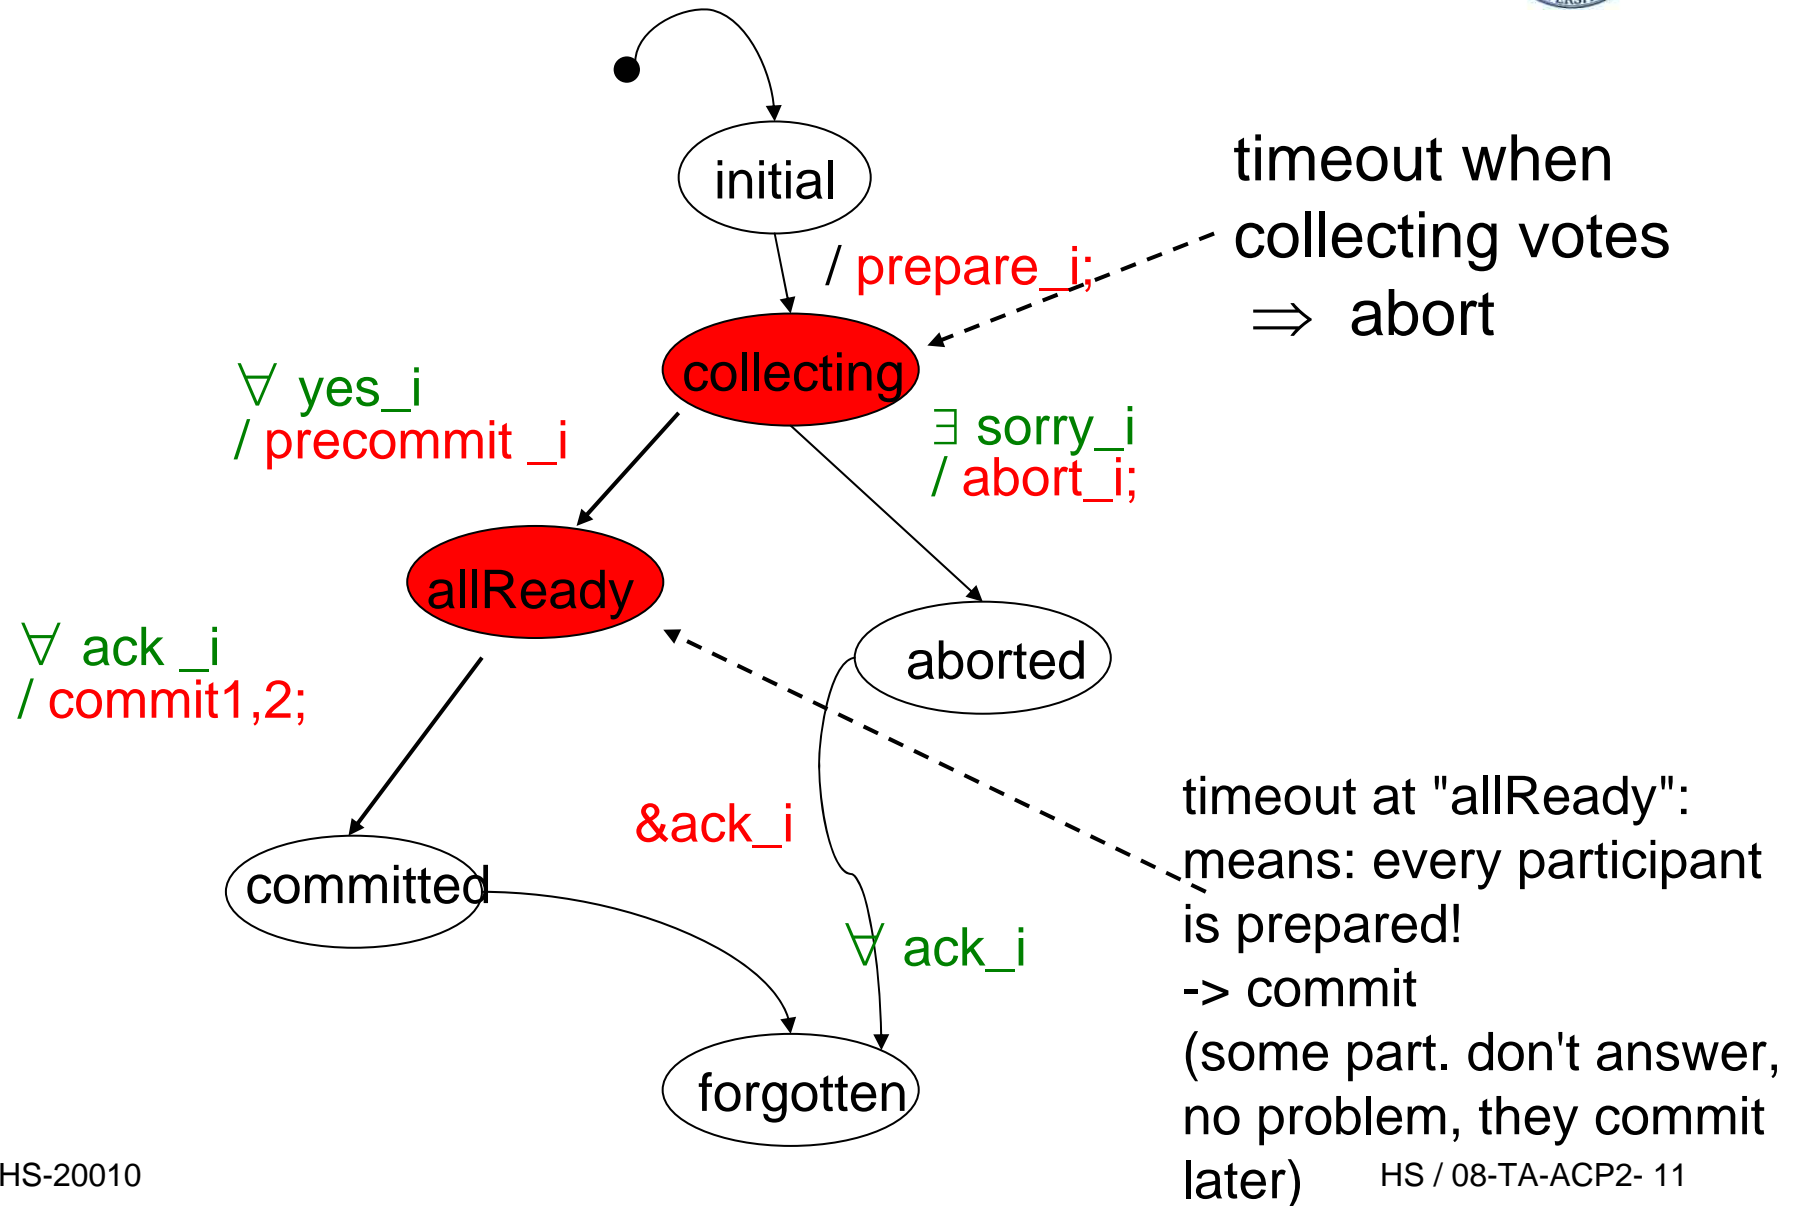 initial
timeout when
collecting votes
⇒ abort
/ prepare_i;
collecting
∀ yes_i
/ precommit _i
∃ sorry_i
/ abort_i;
allReady
∀ ack _i
/ commit1,2;
aborted
&ack_i
timeout at "allReady":
means: every participant
is prepared!
-> commit
(some part. don't answer,
no problem, they commit
later)
committed
∀ ack_i
forgotten
HS-20010
HS / 08-TA-ACP2- 11